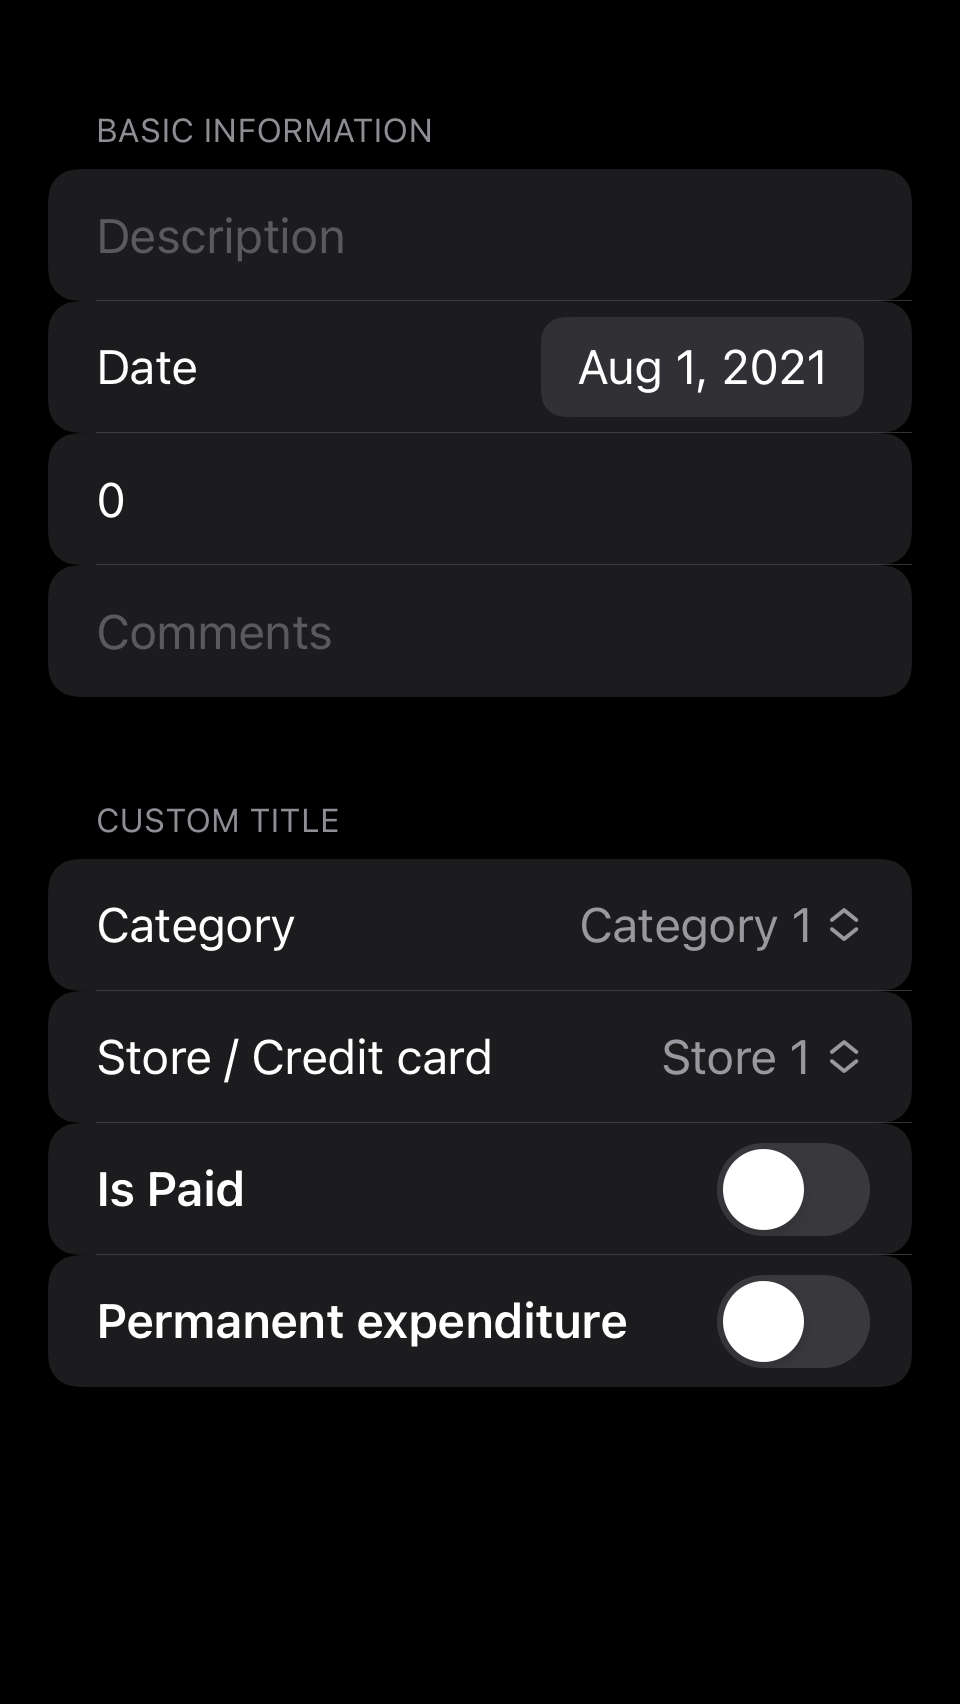 BASIC INFORMATION
Description
Date Aug 1, 2021
0
Comments
CUSTOM TITLE
Category Category 1
Store / Credit card Store 1
Is Paid
Permanent expenditure